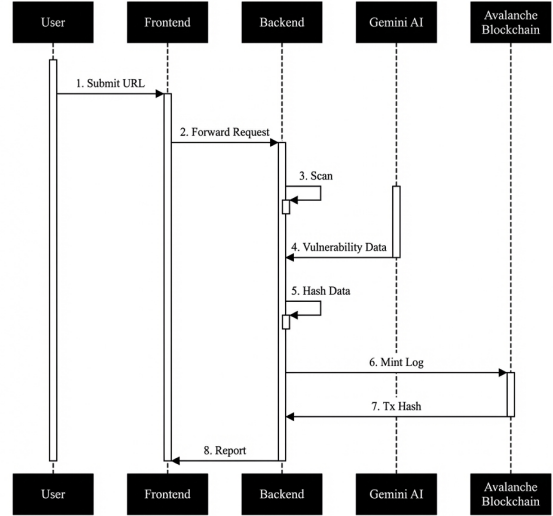 User
Frontend
Backend
Gemini AI
Avalanche
Blockchain
1. Submit URL
2. Forward Request
3. Scan
4. Vulnerability Data
5. Hash Data
6. Mint Log
7. Tx Hash
8. Report
User
Frontend
Backend
Gemini AI
Avalanche
Blockchain